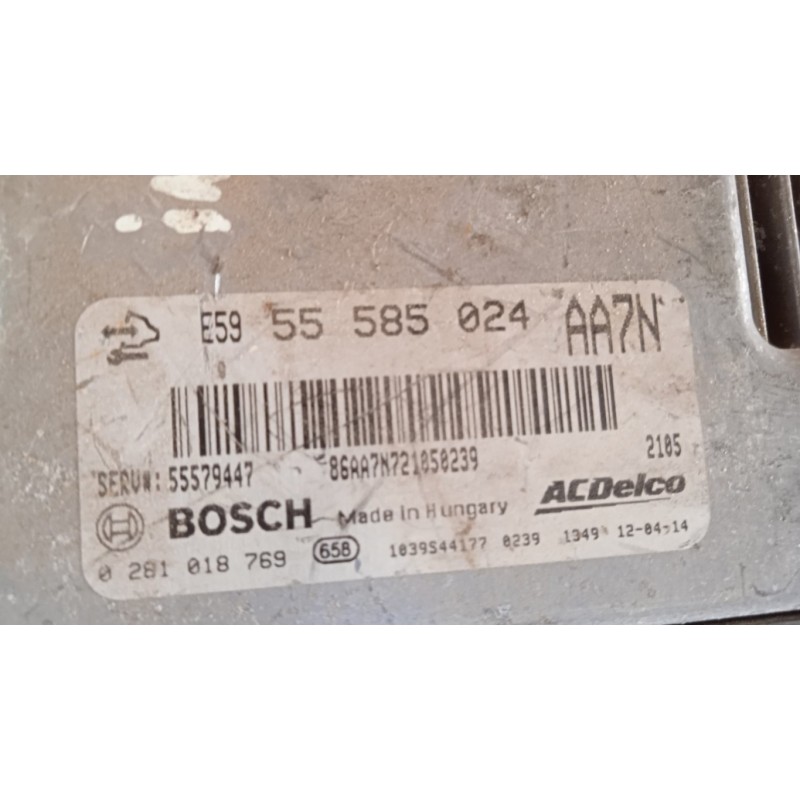 E59 55 585 024 AA7N
SERV#: 55579447 86AA7N721050239 2105
BOSCH Made in Hungary ACDelco
0 281 018 769 658 1039S44177 0239 1349 12-04-14